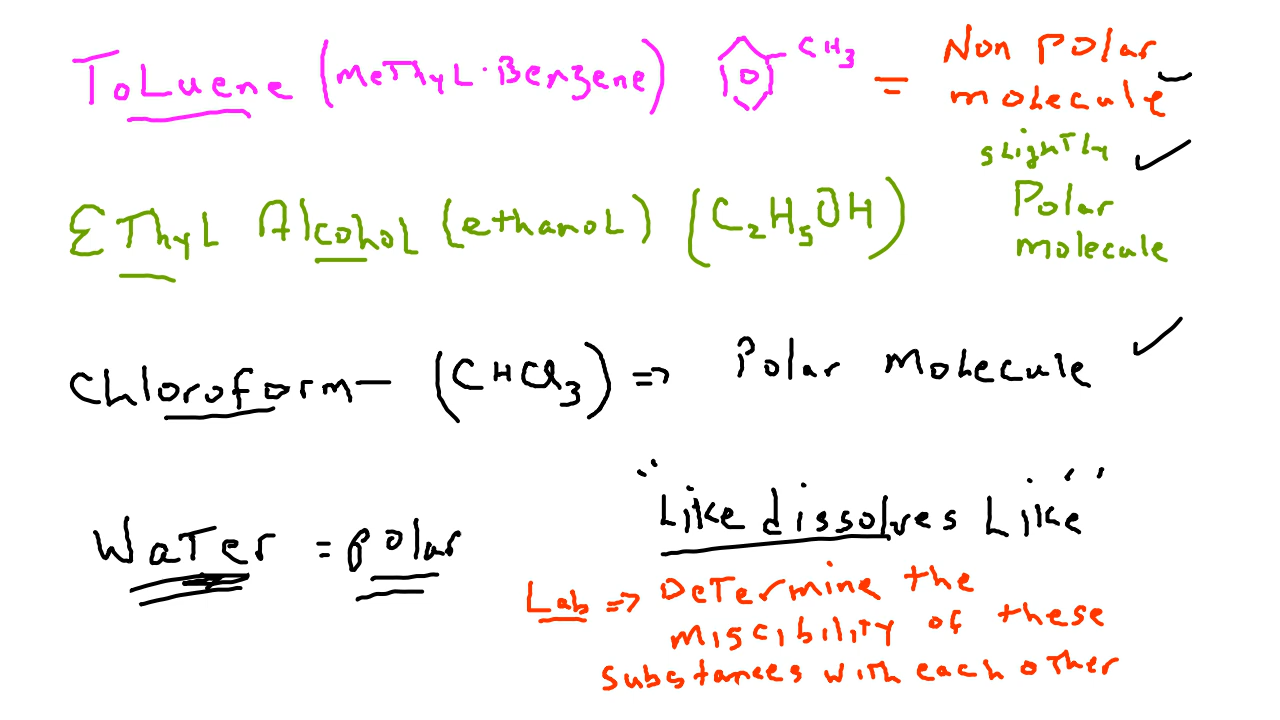 Toluene (Methyl. Benzene) CH3 = Non Polar molecule
slightly Polar molecule
Ethyl Alcohol (ethanol) (C2H5OH)
Chloroform- (CHCl3) => Polar Molecule
"Like dissolves Like"
Water = polar
Lab => Determine the
miscibility of these
substances with each other